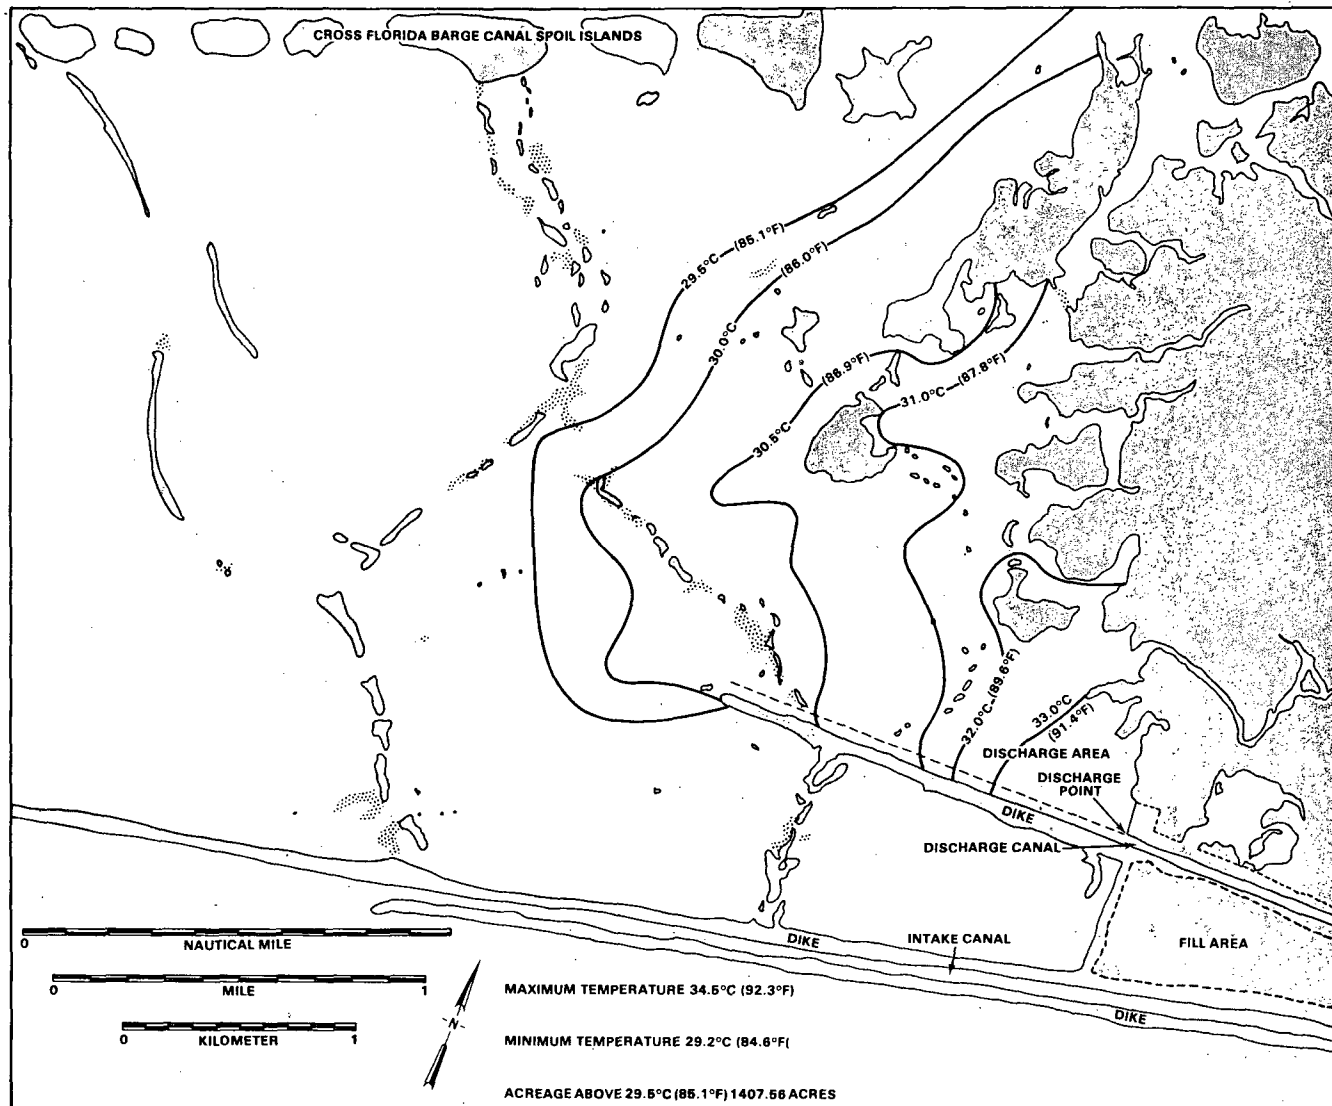 CROSS FLORIDA BARGE CANAL SPOIL ISLANDS
29.5°C (85.1°F)
30.0°C (86.0°F)
30.5°C (86.9°F)
31.0°C (87.8°F)
32.0°C (89.6°F)
33.0°C
(91.4°F)
DISCHARGE AREA
DISCHARGE
POINT
DIKE
DISCHARGE CANAL
DIKE
INTAKE CANAL
FILL AREA
DIKE
0
NAUTICAL MILE
0 1
MILE
0 1
KILOMETER
N
MAXIMUM TEMPERATURE 34.5°C (92.3°F)
MINIMUM TEMPERATURE 29.2°C (84.6°F(
ACREAGE ABOVE 29.5°C (85.1°F) 1407.56 ACRES